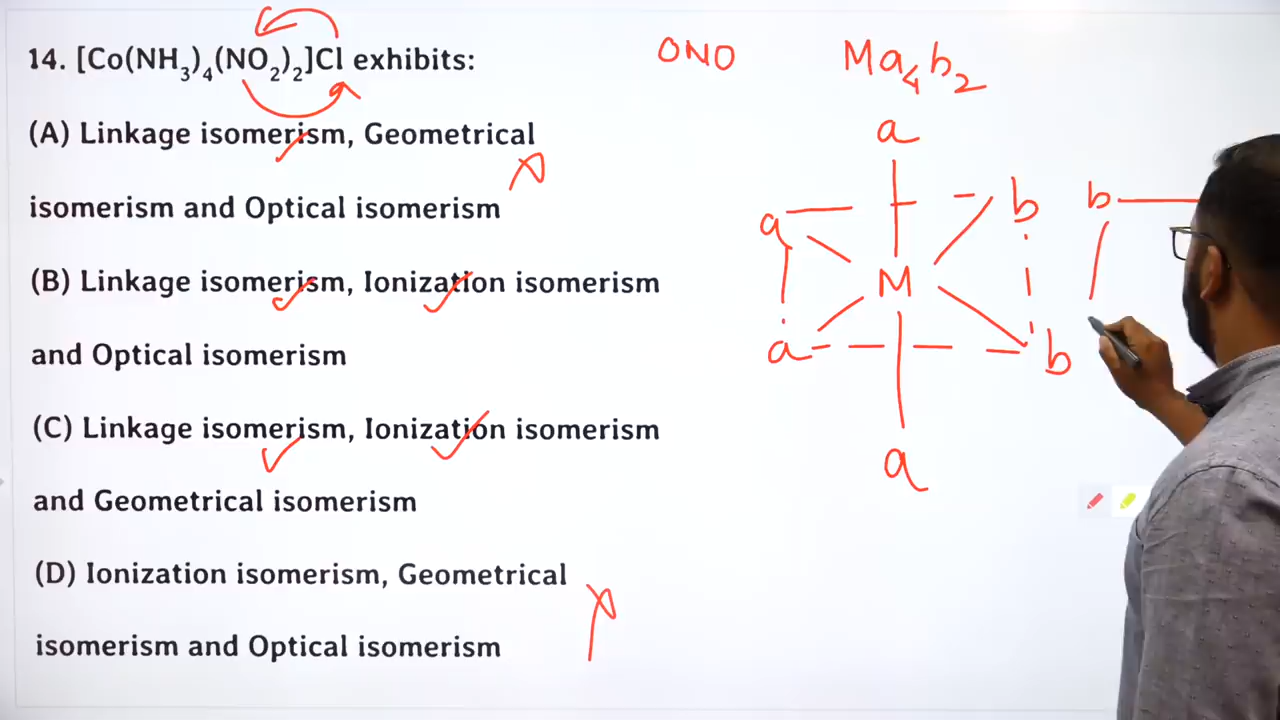 14. [Co(NH₃)₄(NO₂)₂]Cl exhibits:
(A) Linkage isomerism, Geometrical
isomerism and Optical isomerism
(B) Linkage isomerism, Ionization isomerism
and Optical isomerism
(C) Linkage isomerism, Ionization isomerism
and Geometrical isomerism
(D) Ionization isomerism, Geometrical
isomerism and Optical isomerism
ONO
Ma₄b₂
a
a b b
M
a b
a